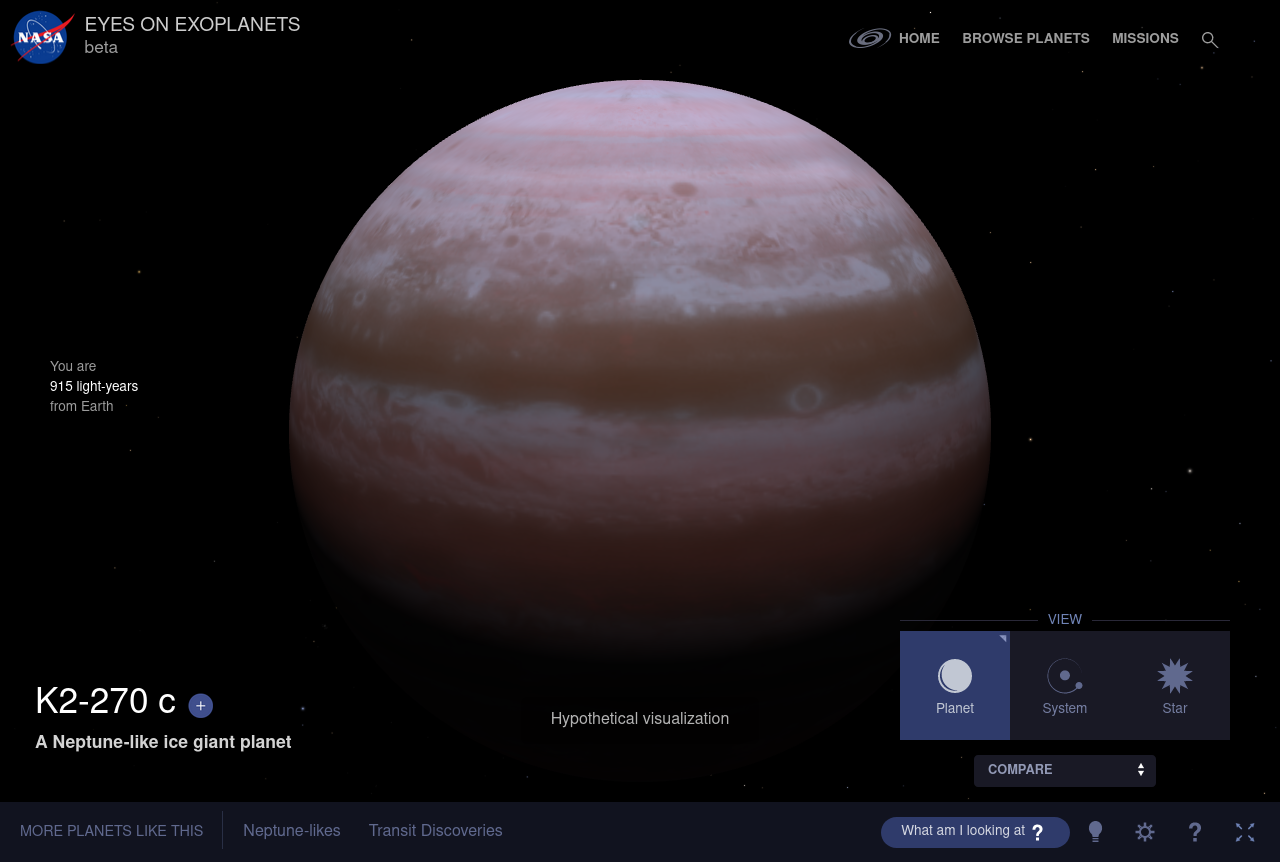 NASA
EYES ON EXOPLANETS
beta
HOME
BROWSE PLANETS
MISSIONS
You are
915 light-years
from Earth
VIEW
Planet
System
Star
K2-270 c +
A Neptune-like ice giant planet
Hypothetical visualization
COMPARE
MORE PLANETS LIKE THIS
Neptune-likes
Transit Discoveries
What am I looking at ?
?